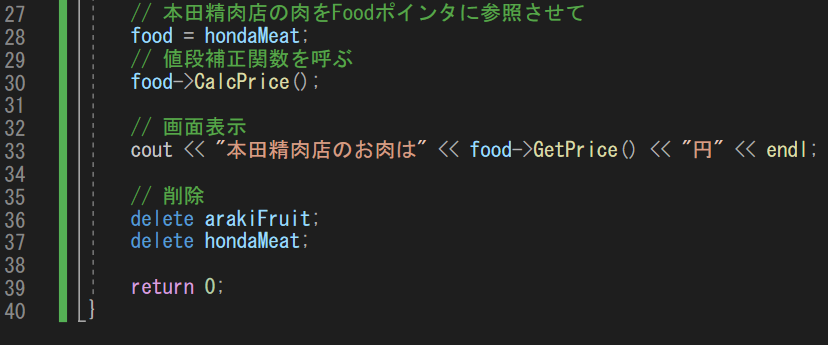 27 // 本田精肉店の肉をFoodポインタに参照させて
28 food = hondaMeat;
29 // 値段補正関数を呼ぶ
30 food->CalcPrice();
31
32 // 画面表示
33 cout << "本田精肉店のお肉は" << food->GetPrice() << "円" << endl;
34
35 // 削除
36 delete arakiFruit;
37 delete hondaMeat;
38
39 return 0;
40 }